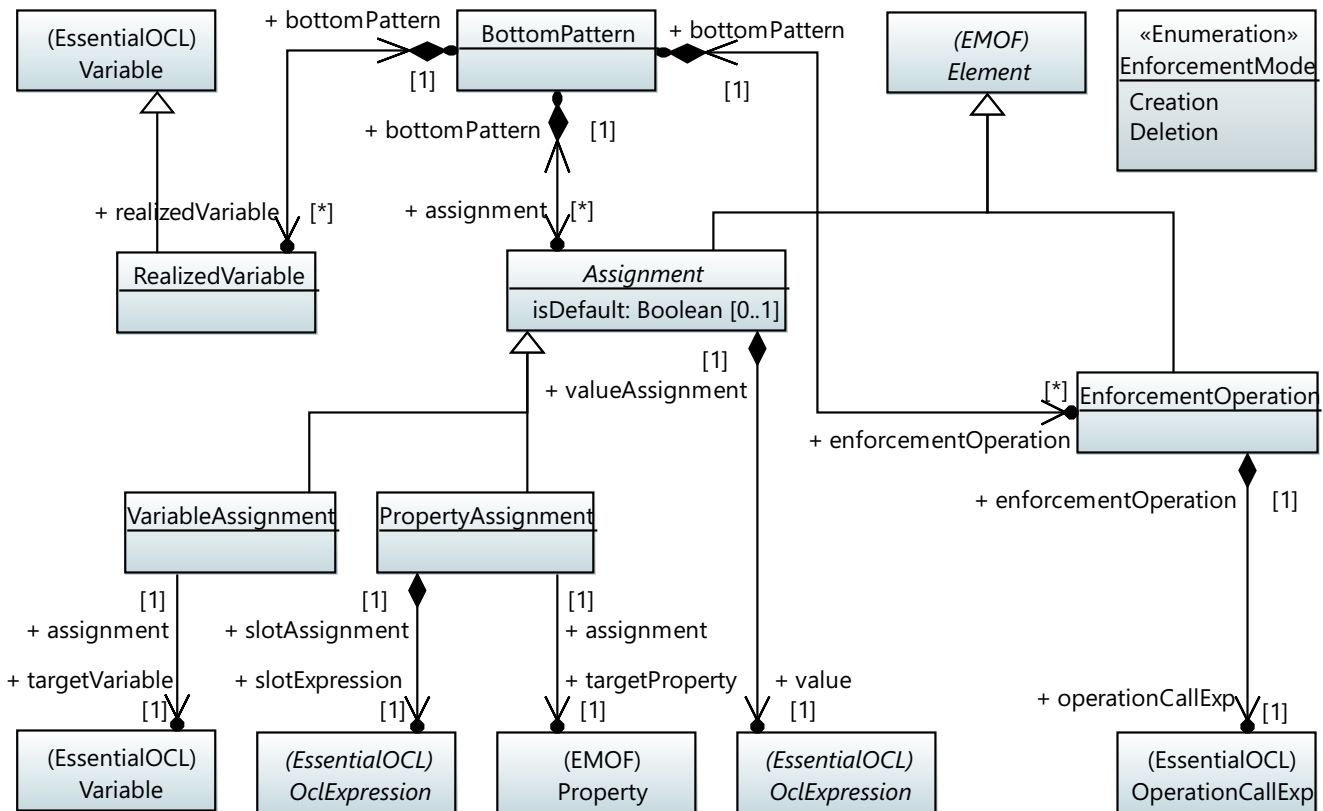 + bottomPattern
(EssentialOCL)
Variable
BottomPattern
+ bottomPattern
(EMOF)
Element
«Enumeration»
EnforcementMode
Creation
Deletion
[1]
[1]
+ bottomPattern
[1]
+ realizedVariable
[*]
+ assignment
[*]
RealizedVariable
Assignment
isDefault: Boolean [0..1]
[1]
+ valueAssignment
[*]
EnforcementOperation
+ enforcementOperation
+ enforcementOperation
[1]
VariableAssignment
PropertyAssignment
[1]
+ assignment
[1]
+ slotAssignment
[1]
+ assignment
+ targetVariable
[1]
+ slotExpression
[1]
+ targetProperty
[1]
+ value
[1]
+ operationCallExp
[1]
(EssentialOCL)
Variable
(EssentialOCL)
OclExpression
(EMOF)
Property
(EssentialOCL)
OclExpression
(EssentialOCL)
OperationCallExp